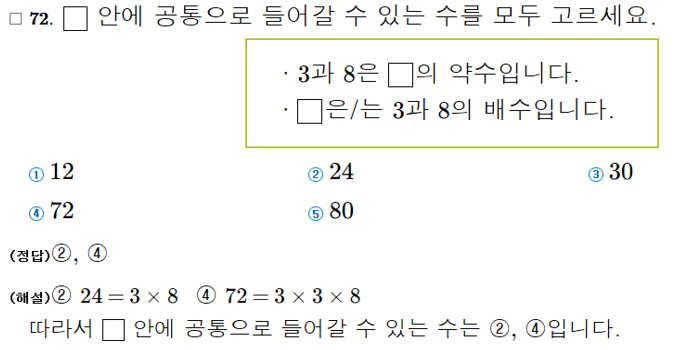 □ 72. □ 안에 공통으로 들어갈 수 있는 수를 모두 고르세요.
· 3과 8은 □의 약수입니다.
· □은/는 3과 8의 배수입니다.
① 12 ② 24 ③ 30
④ 72 ⑤ 80
(정답)②, ④
(해설)② 24 = 3 × 8 ④ 72 = 3 × 3 × 8
따라서 □ 안에 공통으로 들어갈 수 있는 수는 ②, ④입니다.